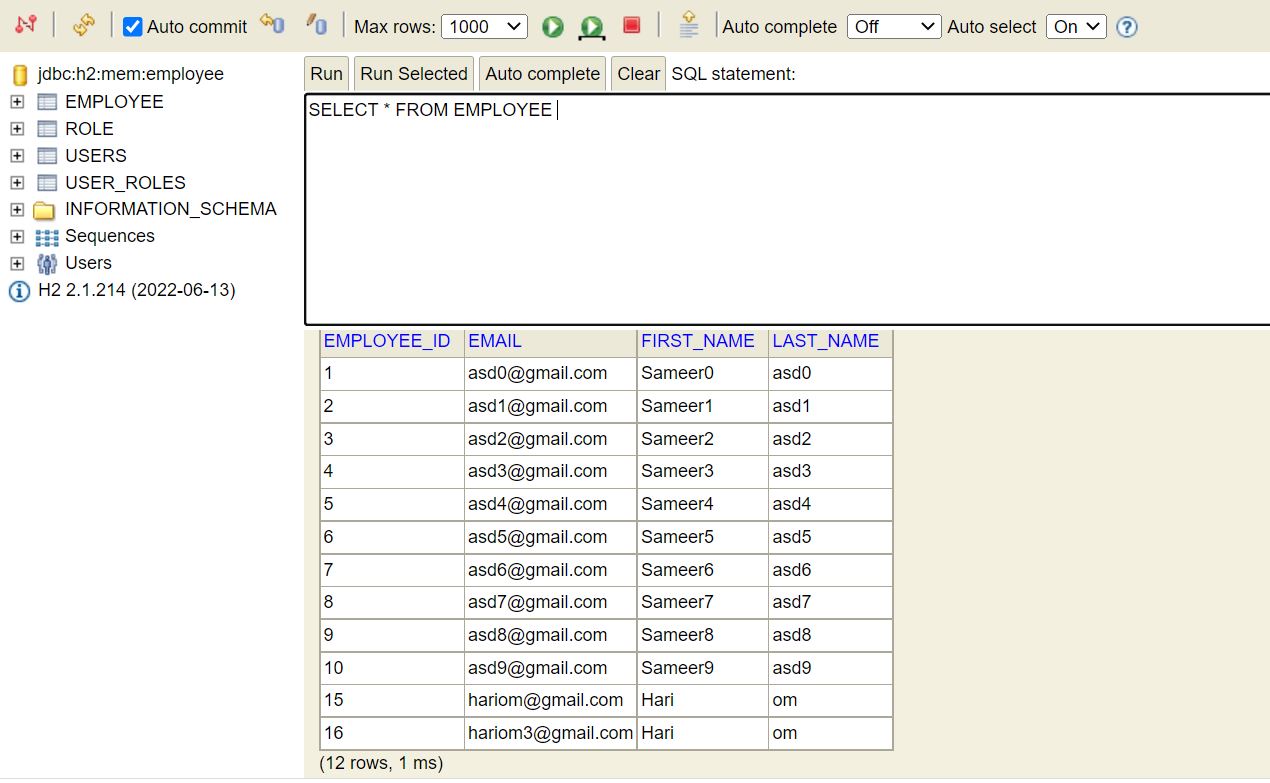 Auto commit Max rows: 1000 Auto complete Off Auto select On ?
jdbc:h2:mem:employee
EMPLOYEE
ROLE
USERS
USER_ROLES
INFORMATION_SCHEMA
Sequences
Users
H2 2.1.214 (2022-06-13)
Run Run Selected Auto complete Clear SQL statement:
SELECT * FROM EMPLOYEE
EMPLOYEE_ID EMAIL FIRST_NAME LAST_NAME
1 asd0@gmail.com Sameer0 asd0
2 asd1@gmail.com Sameer1 asd1
3 asd2@gmail.com Sameer2 asd2
4 asd3@gmail.com Sameer3 asd3
5 asd4@gmail.com Sameer4 asd4
6 asd5@gmail.com Sameer5 asd5
7 asd6@gmail.com Sameer6 asd6
8 asd7@gmail.com Sameer7 asd7
9 asd8@gmail.com Sameer8 asd8
10 asd9@gmail.com Sameer9 asd9
15 hariom@gmail.com Hari om
16 hariom3@gmail.com Hari om
(12 rows, 1 ms)